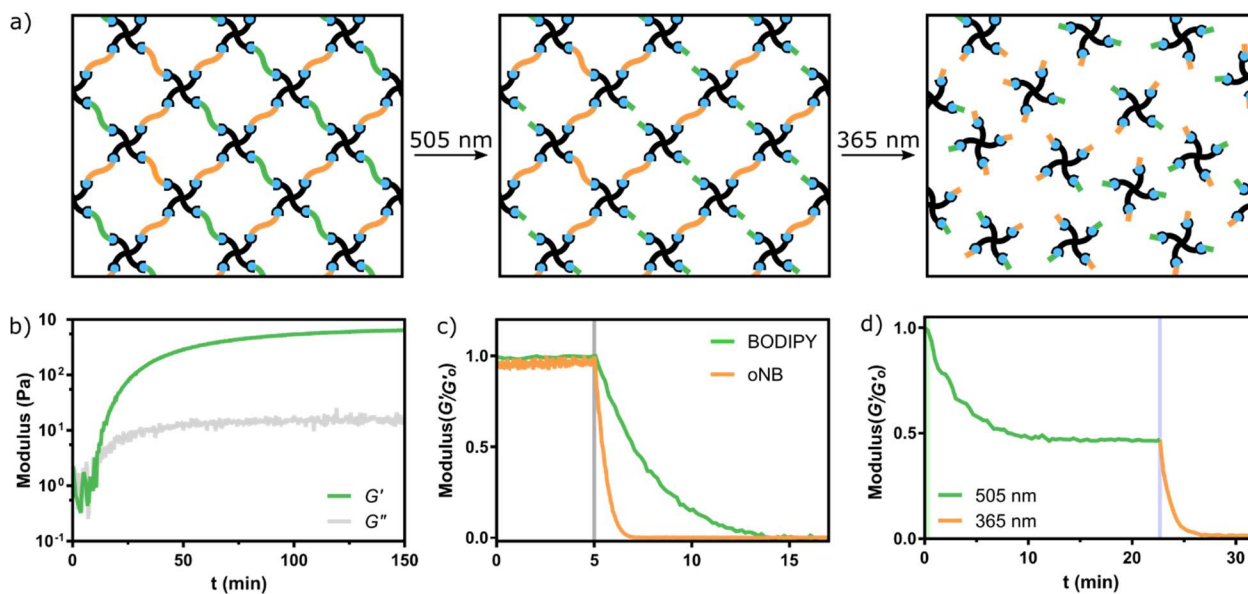 a)
505 nm
365 nm
b)
Modulus (Pa)
10
10²
10¹
10⁰
10⁻¹
G'
G''
0
50
100
150
t (min)
c)
Modulus(G'/G'₀)
1.0
0.5
0.0
BODIPY
oNB
0
5
10
15
t (min)
d)
Modulus(G'/G'₀)
1.0
0.5
0.0
505 nm
365 nm
0
10
20
30
t (min)